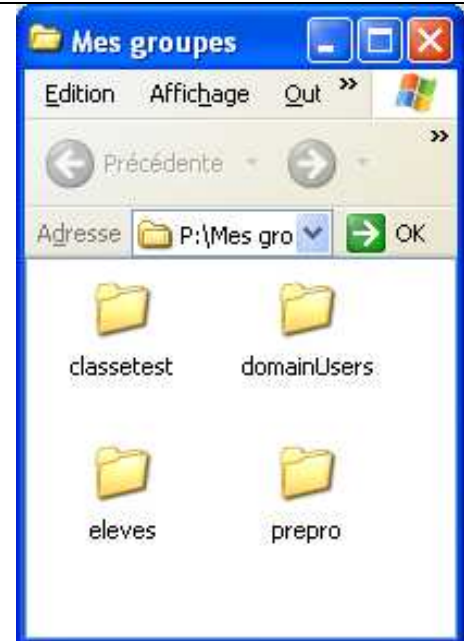 Mes groupes
Edition Affichage Out »
Précédente »
Adresse P:\Mes gro OK
classetest domainUsers
eleves prepro